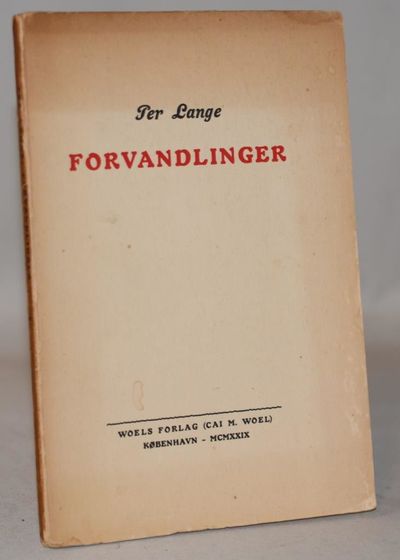 Per Lange
FORVANDLINGER
WOELS FORLAG (CAI M. WOEL)
KØBENHAVN - MCMXXIX